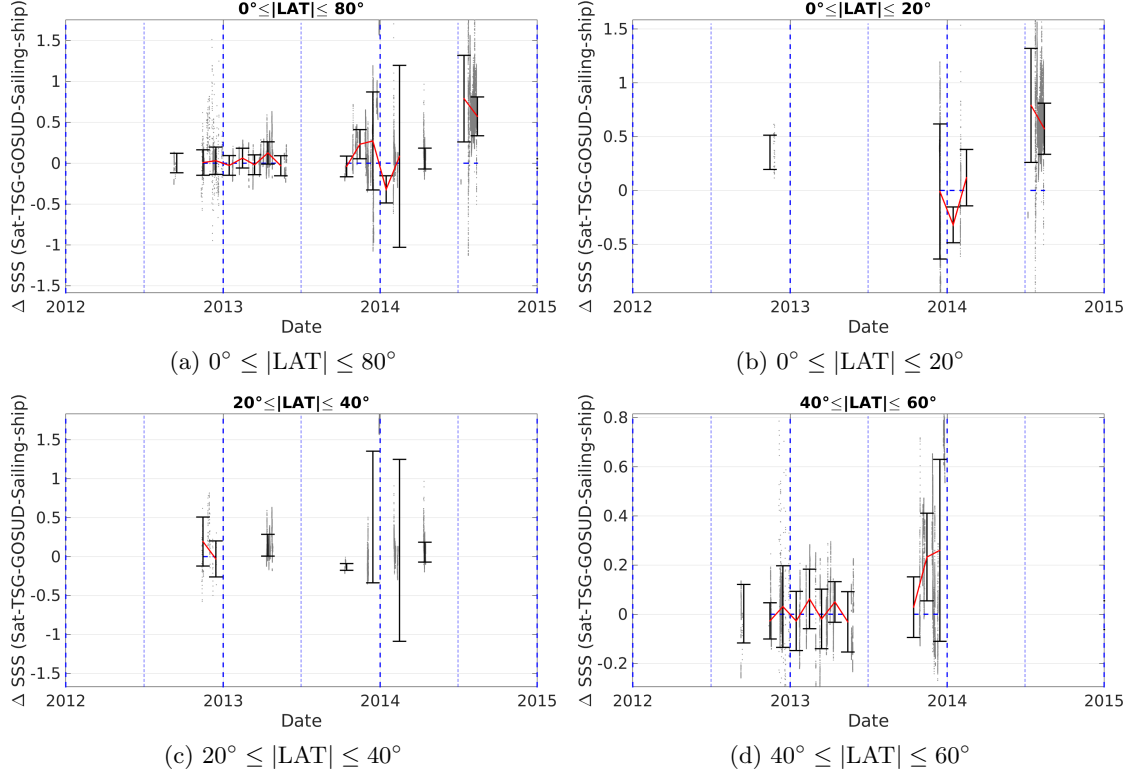 0°≤|LAT|≤ 80°
Δ SSS (Sat-TSG-GOSUD-Sailing-ship)
1.5
1
0.5
0
-0.5
-1
-1.5
2012 2013 2014 2015
Date
(a) 0° ≤ |LAT| ≤ 80°
0°≤|LAT|≤ 20°
Δ SSS (Sat-TSG-GOSUD-Sailing-ship)
1.5
1
0.5
0
-0.5
2012 2013 2014 2015
Date
(b) 0° ≤ |LAT| ≤ 20°
20°≤|LAT|≤ 40°
Δ SSS (Sat-TSG-GOSUD-Sailing-ship)
1.5
1
0.5
0
-0.5
-1
-1.5
2012 2013 2014 2015
Date
(c) 20° ≤ |LAT| ≤ 40°
40°≤|LAT|≤ 60°
Δ SSS (Sat-TSG-GOSUD-Sailing-ship)
0.8
0.6
0.4
0.2
0
-0.2
2012 2013 2014 2015
Date
(d) 40° ≤ |LAT| ≤ 60°